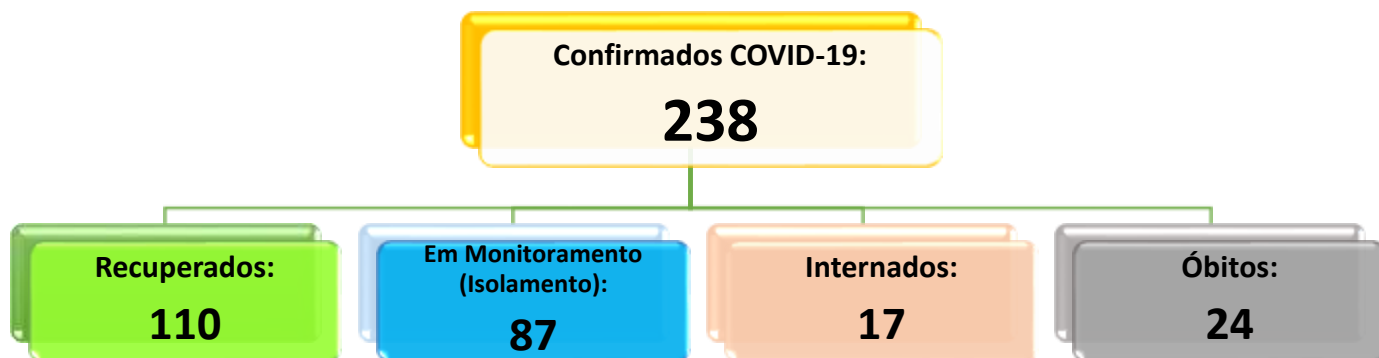 Confirmados COVID-19:
238
Recuperados:
110
Em Monitoramento
(Isolamento):
87
Internados:
17
Óbitos:
24